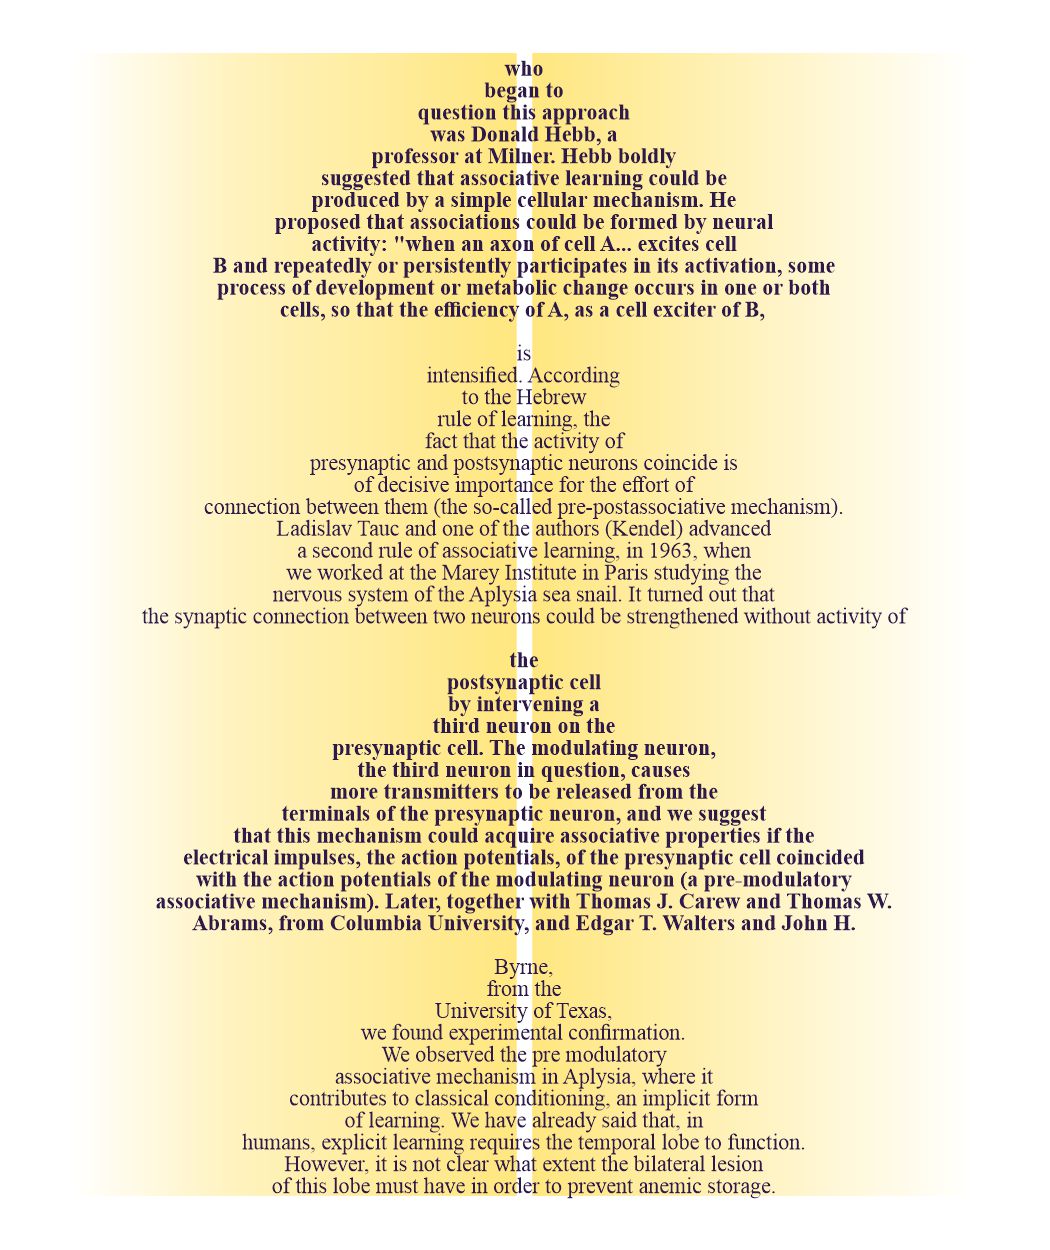 who
began to
question this approach
was Donald Hebb, a
professor at Milner. Hebb boldly
suggested that associative learning could be
produced by a simple cellular mechanism. He
proposed that associations could be formed by neural
activity: "when an axon of cell A... excites cell
B and repeatedly or persistently participates in its activation, some
process of development or metabolic change occurs in one or both
cells, so that the efficiency of A, as a cell exciter of B,
is
intensified. According
to the Hebrew
rule of learning, the
fact that the activity of
presynaptic and postsynaptic neurons coincide is
of decisive importance for the effort of
connection between them (the so-called pre-postassociative mechanism).
Ladislav Tauc and one of the authors (Kendel) advanced
a second rule of associative learning, in 1963, when
we worked at the Marey Institute in Paris studying the
nervous system of the Aplysia sea snail. It turned out that
the synaptic connection between two neurons could be strengthened without activity of
the
postsynaptic cell
by intervening a
third neuron on the
presynaptic cell. The modulating neuron,
the third neuron in question, causes
more transmitters to be released from the
terminals of the presynaptic neuron, and we suggest
that this mechanism could acquire associative properties if the
electrical impulses, the action potentials, of the presynaptic cell coincided
with the action potentials of the modulating neuron (a pre-modulatory
associative mechanism). Later, together with Thomas J. Carew and Thomas W.
Abrams, from Columbia University, and Edgar T. Walters and John H.
Byrne,
from the
University of Texas,
we found experimental confirmation.
We observed the pre modulatory
associative mechanism in Aplysia, where it
contributes to classical conditioning, an implicit form
of learning. We have already said that, in
humans, explicit learning requires the temporal lobe to function.
However, it is not clear what extent the bilateral lesion
of this lobe must have in order to prevent anemic storage.